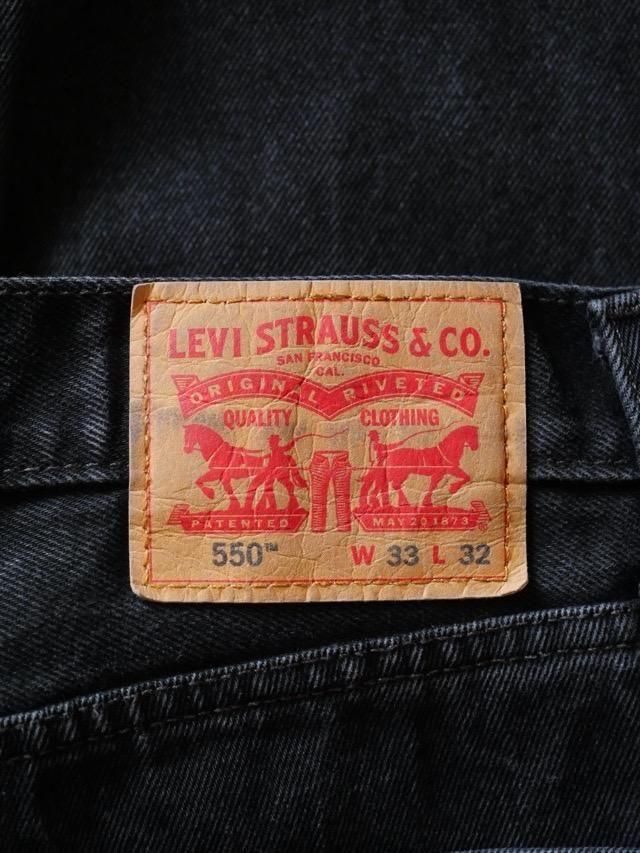 LEVI STRAUSS & CO.
SAN FRANCISCO
CAL.
ORIGINAL RIVETED
QUALITY CLOTHING
PATENTED MAY 20 1873
550™ W 33 L 32